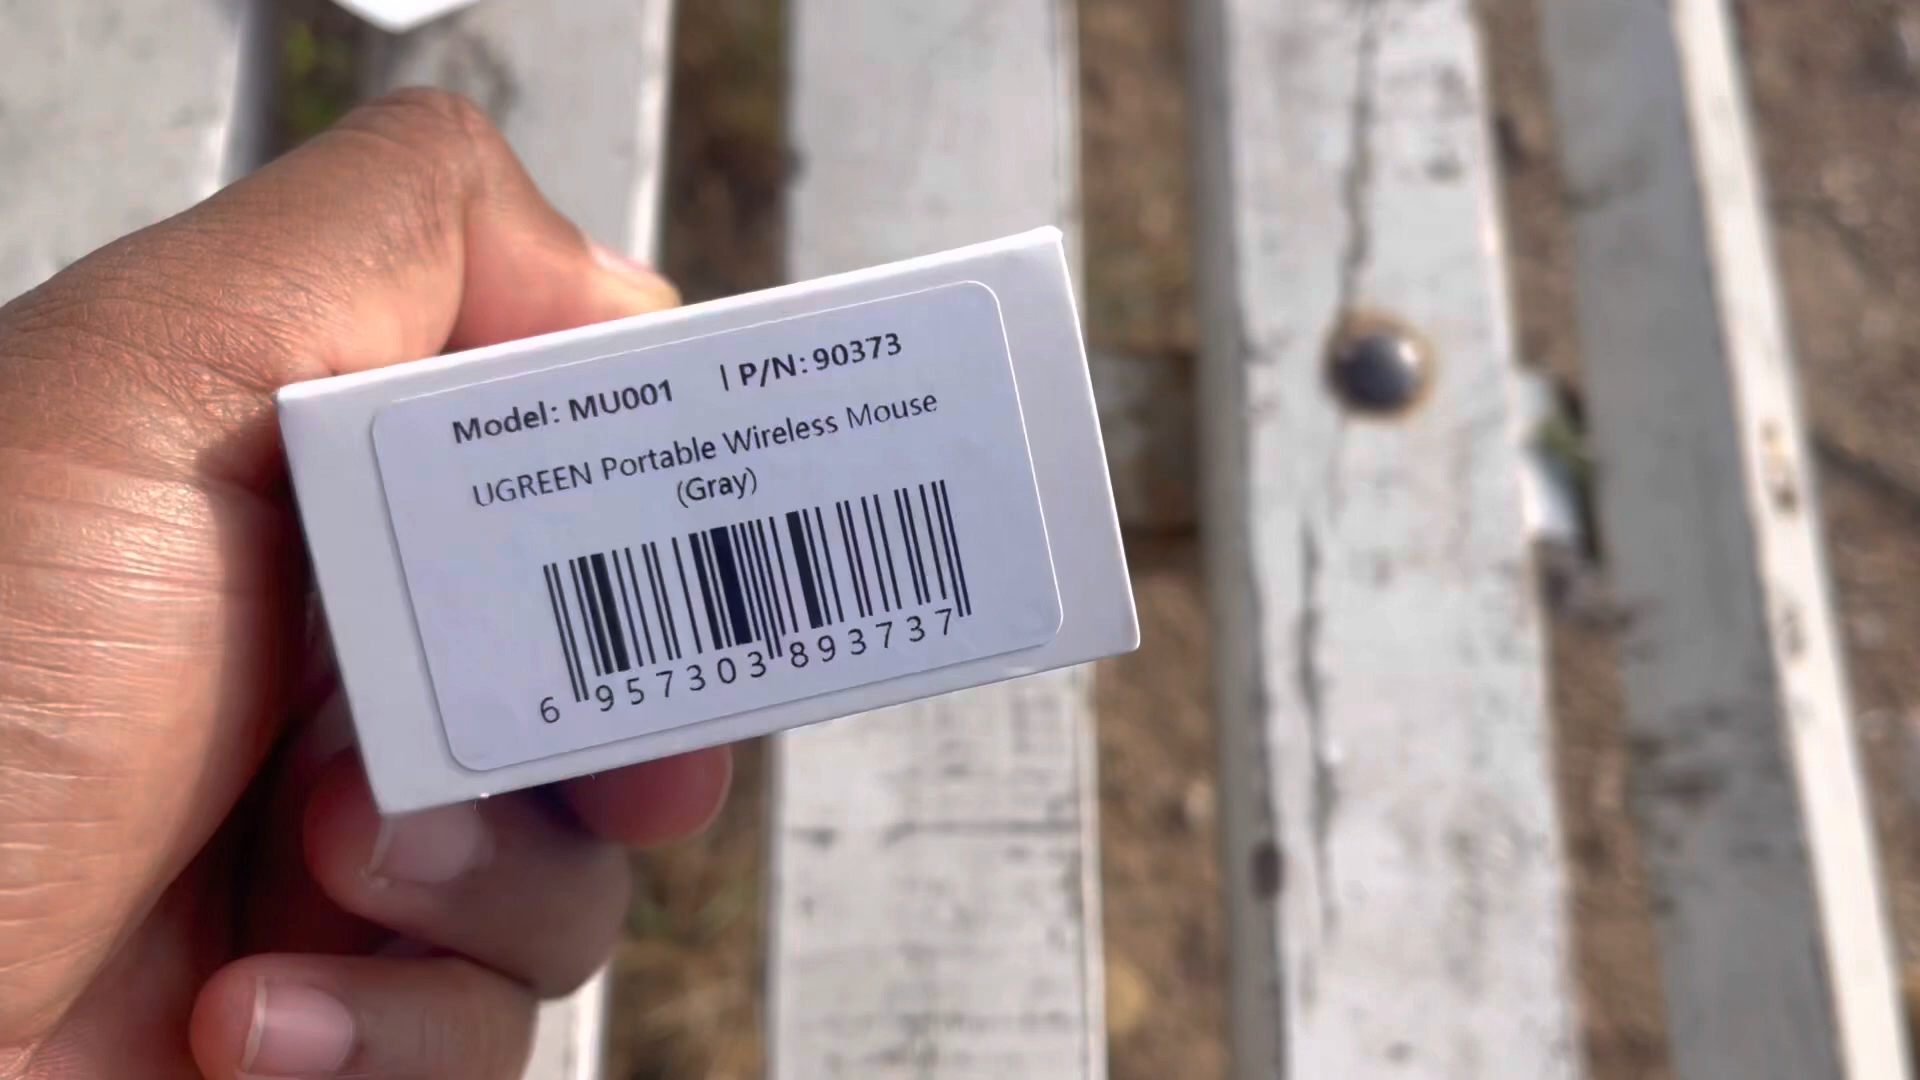 Model: MU001 | P/N: 90373
UGREEN Portable Wireless Mouse
(Gray)
6 957303 893737